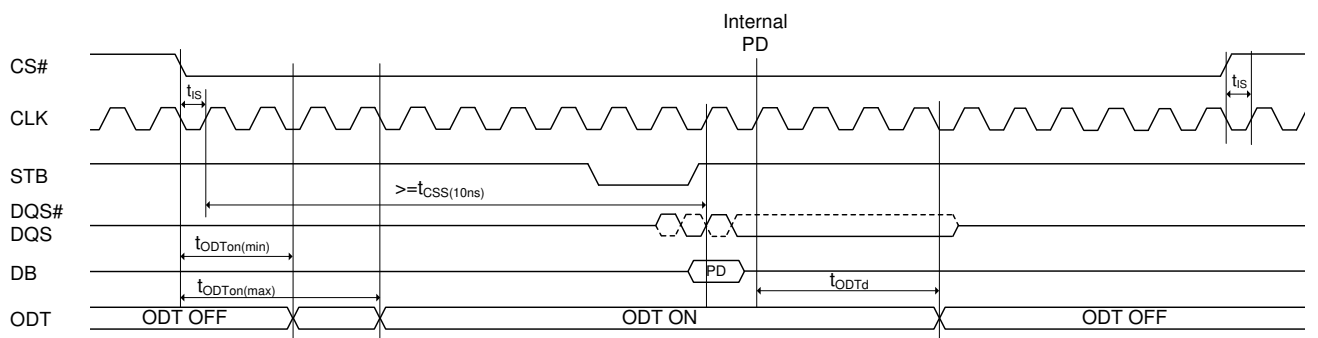 Internal
PD
CS#
tIS
tIS
CLK
STB
>=tCSS(10ns)
DQS#
DQS
tODTon(min)
DB
PD
tODTd
tODTon(max)
ODT
ODT OFF
ODT ON
ODT OFF